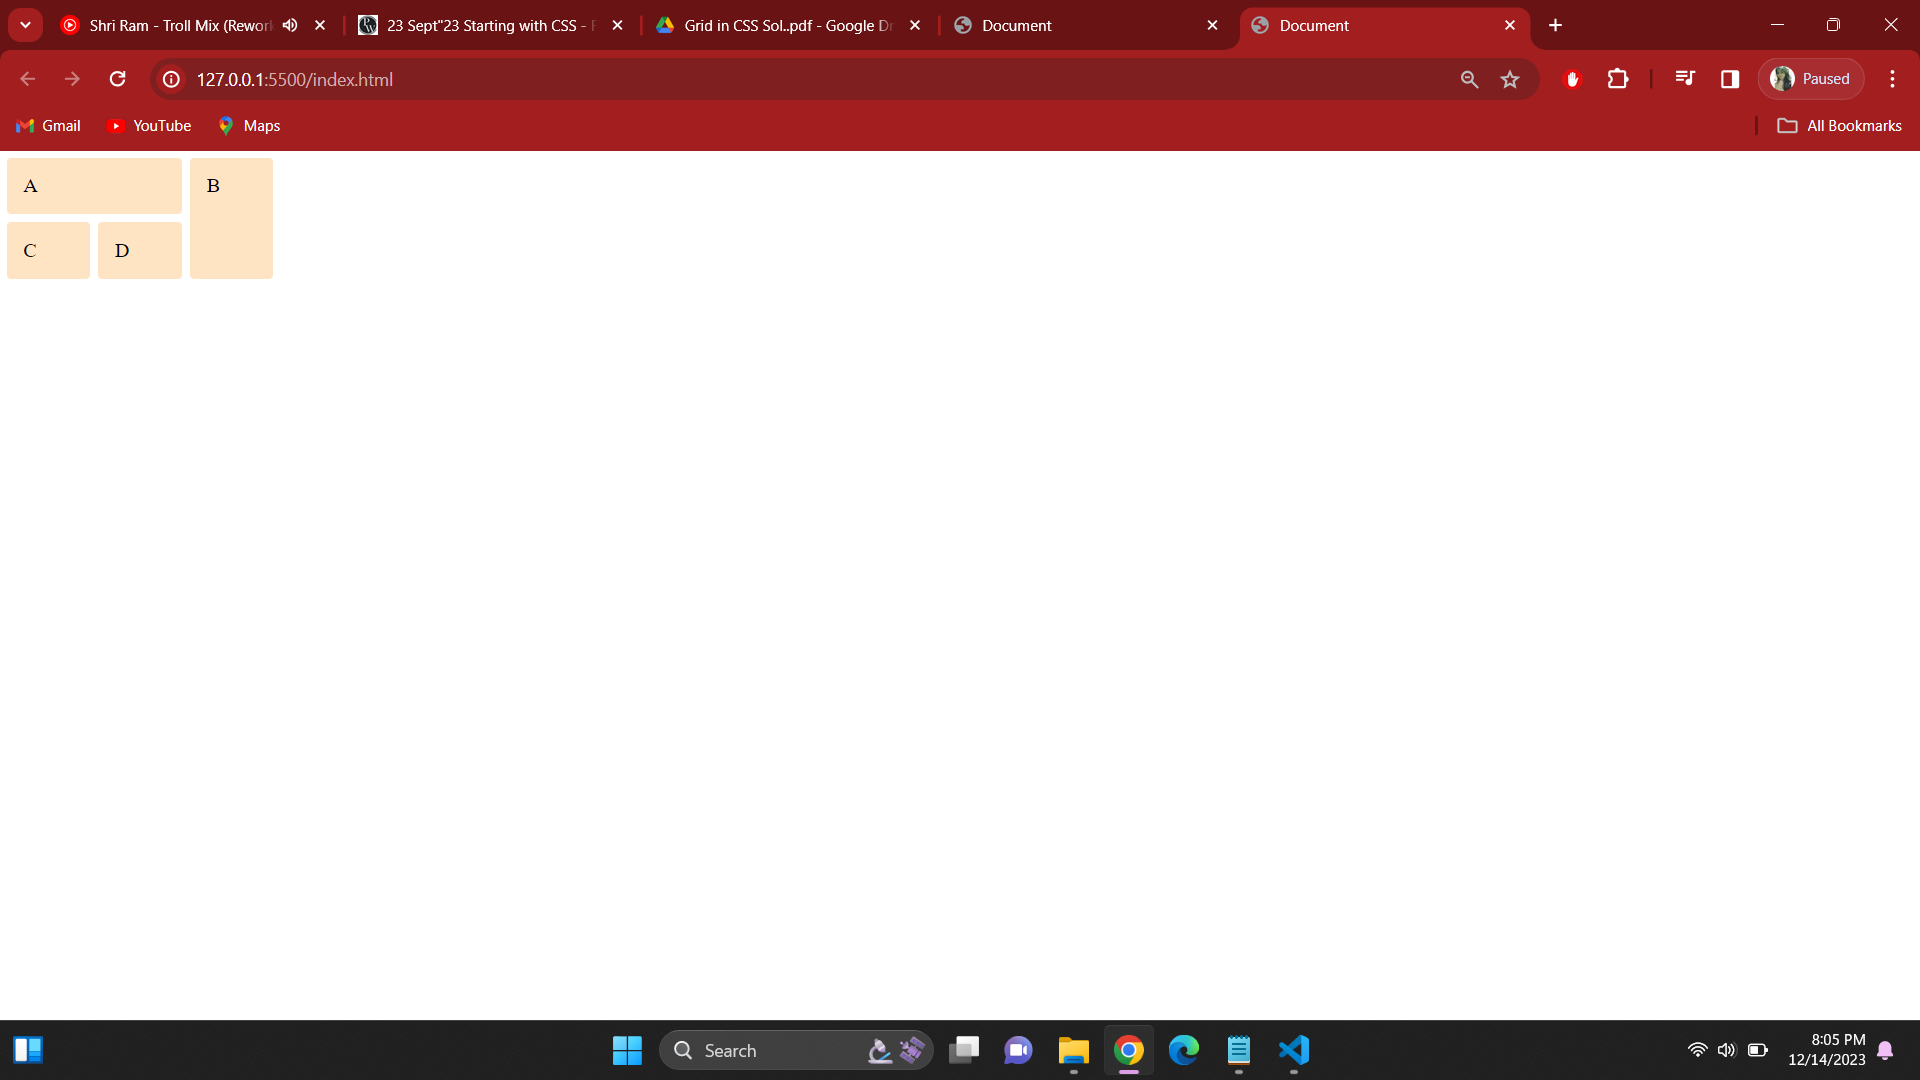 Shri Ram - Troll Mix (Rework
23 Sept"23 Starting with CSS -
Grid in CSS Sol..pdf - Google Dr
Document
Document
127.0.0.1:5500/index.html
Paused
Gmail
YouTube
Maps
All Bookmarks
A
B
C
D
Search
8:05 PM
12/14/2023